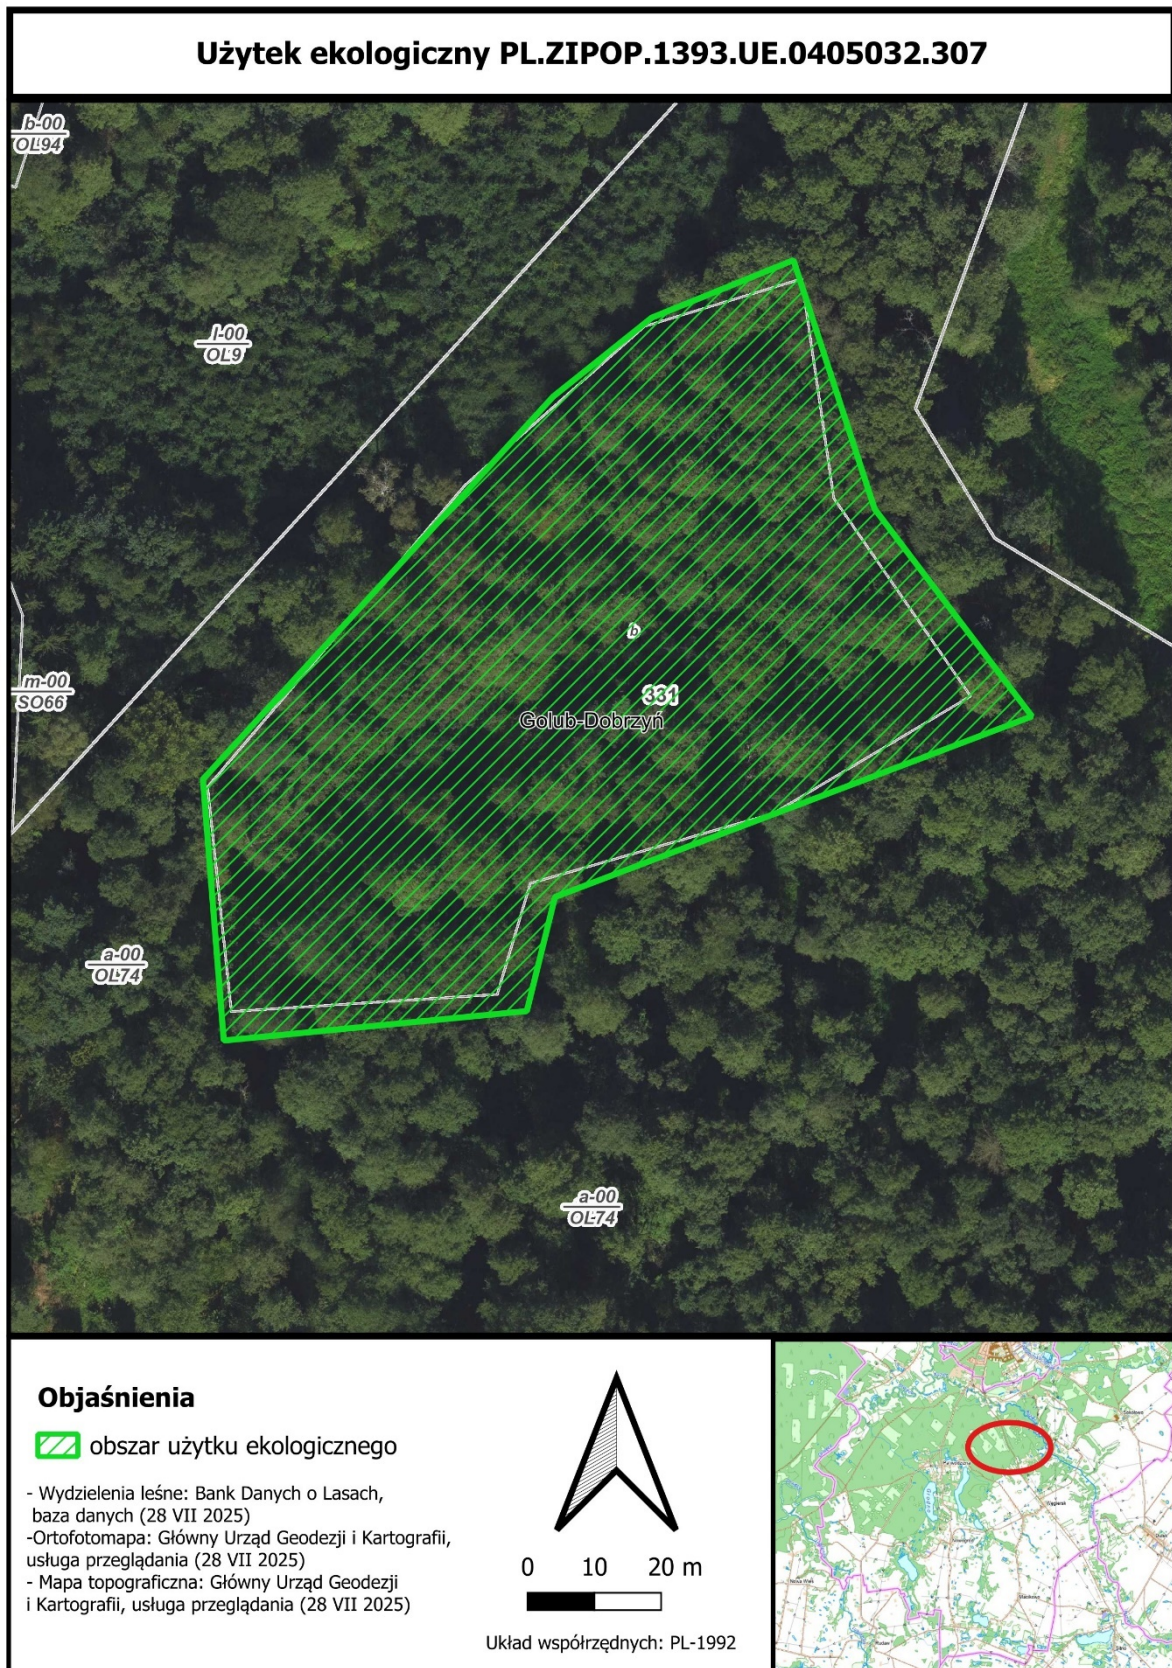 Użytek ekologiczny PL.ZIPOP.1393.UE.0405032.307
b-00
OL94
l-00
OL9
b
m-00
SO66
331
Golub-Dobrzyń
a-00
OL74
a-00
OL74
Objaśnienia
obszar użytku ekologicznego
- Wydzielenia leśne: Bank Danych o Lasach,
baza danych (28 VII 2025)
-Ortofotomapa: Główny Urząd Geodezji i Kartografii,
usługa przeglądania (28 VII 2025)
- Mapa topograficzna: Główny Urząd Geodezji
i Kartografii, usługa przeglądania (28 VII 2025)
0 10 20 m
Układ współrzędnych: PL-1992